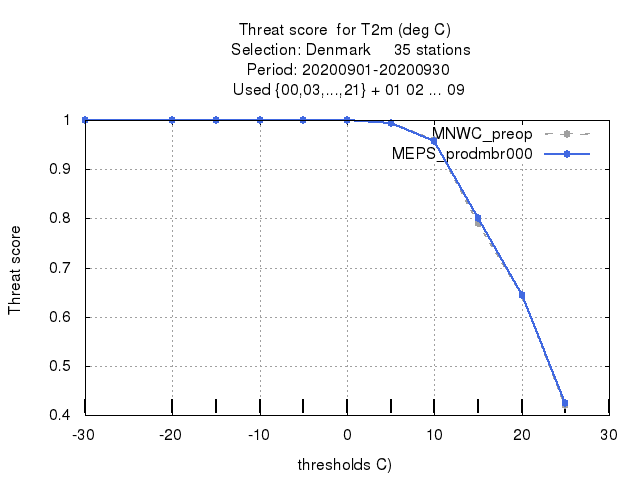 Threat score  for T2m (deg C)
Selection: Denmark     35 stations
Period: 20200901-20200930
Used {00,03,...,21} + 01 02 ... 09
MNWC_preop
MEPS_prodmbr000
Threat score
1
0.9
0.8
0.7
0.6
0.5
0.4
-30 -20 -10 0 10 20 30
thresholds C)